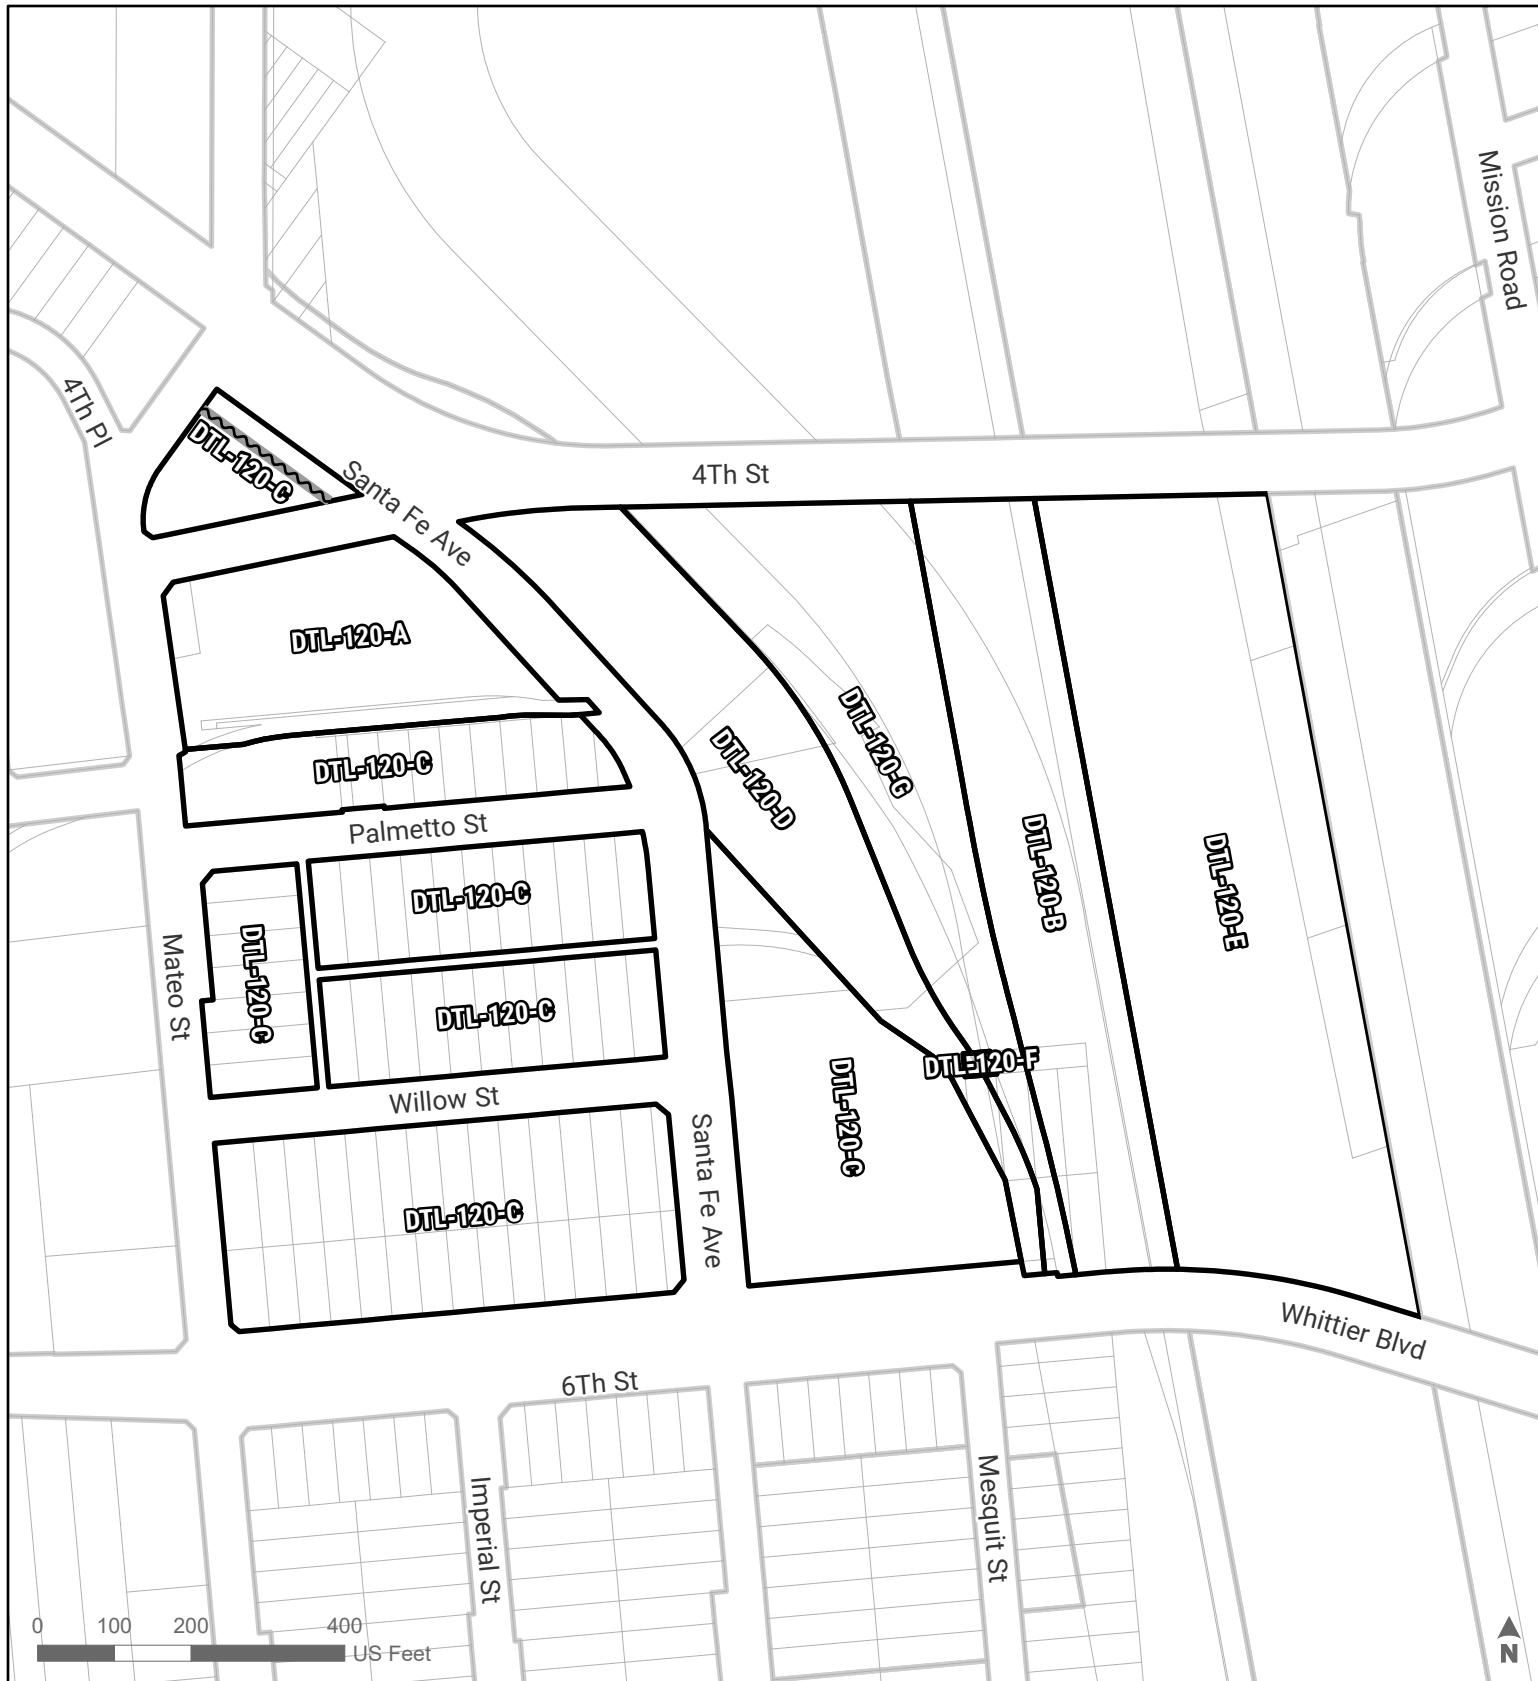 Mission Road
4Th Pl
DTL-120-C
Santa Fe Ave
4Th St
DTL-120-A
DTL-120-G
DTL-120-D
DTL-120-C
DTL-120-B
DTL-120-E
Palmetto St
DTL-120-C
DTL-120-C
Mateo St
DTL-120-C
DTL-120-F
DTL-120-C
Willow St
Santa Fe Ave
DTL-120-C
Whittier Blvd
6Th St
Imperial St
Mesquit St
0 100 200 400
US Feet
N